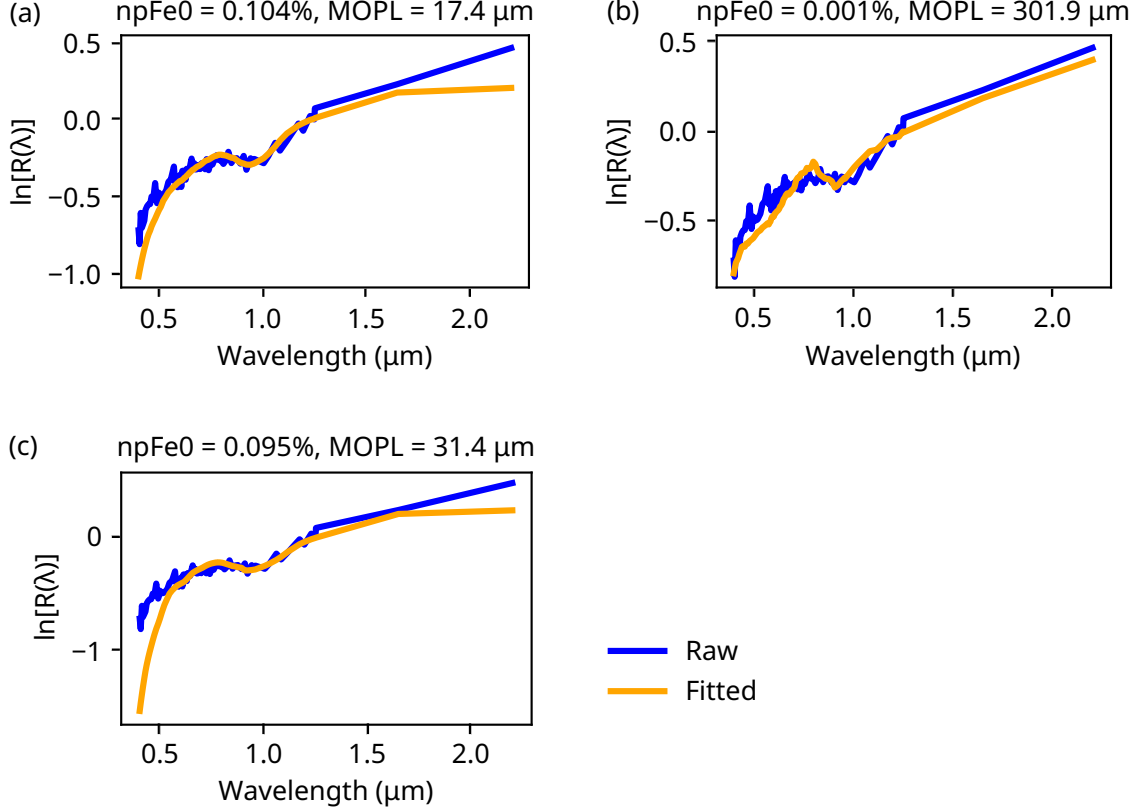 (a)
npFe0 = 0.104%, MOPL = 17.4 μm
ln[R(λ)]
0.5
0.0
−0.5
−1.0
0.5 1.0 1.5 2.0
Wavelength (μm)
(b)
npFe0 = 0.001%, MOPL = 301.9 μm
ln[R(λ)]
0.5
0.0
−0.5
0.5 1.0 1.5 2.0
Wavelength (μm)
(c)
npFe0 = 0.095%, MOPL = 31.4 μm
ln[R(λ)]
0
−1
0.5 1.0 1.5 2.0
Wavelength (μm)
Raw
Fitted